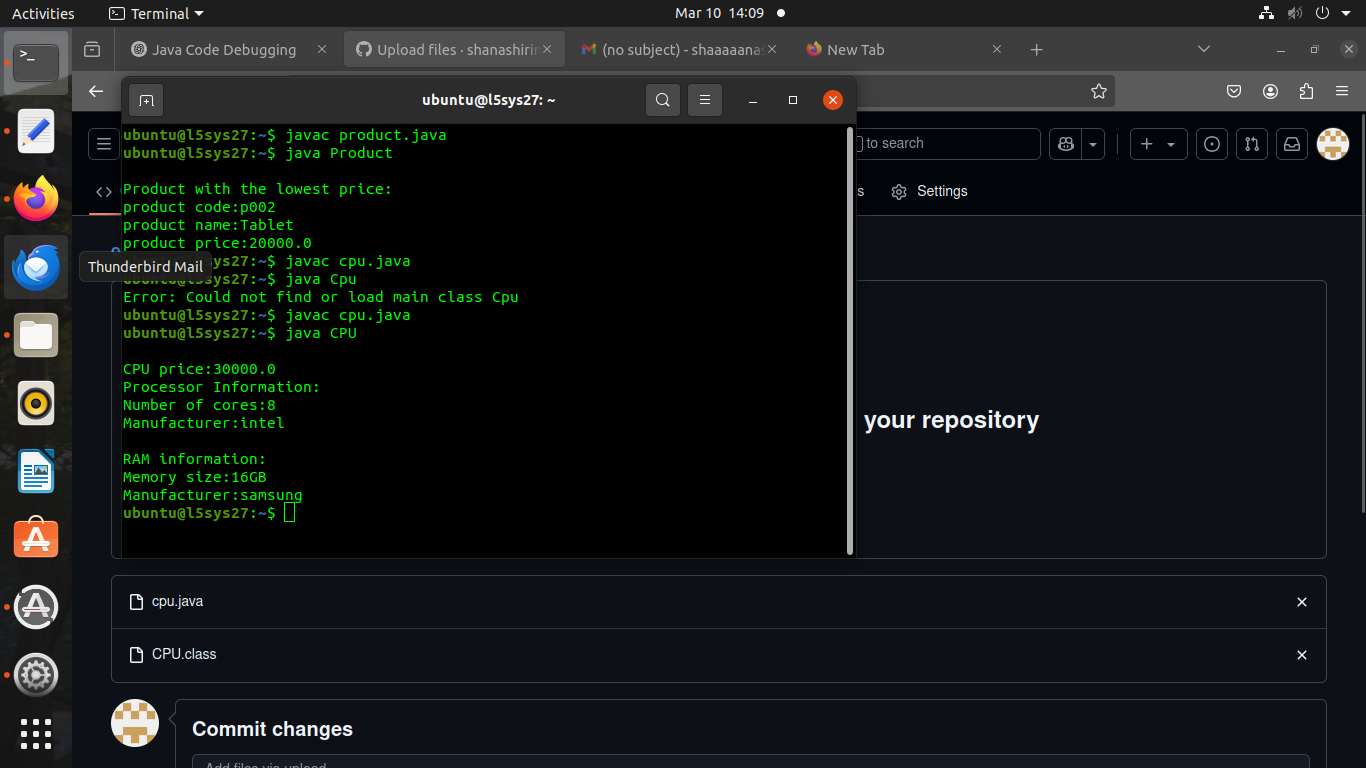 Activities
Terminal
Mar 10 14:09
Java Code Debugging
Upload files · shanashirin
(no subject) - shaaaaana
New Tab
ubuntu@l5sys27: ~
ubuntu@l5sys27:~$ javac product.java
ubuntu@l5sys27:~$ java Product
Product with the lowest price:
product code:p002
product name:Tablet
product price:20000.0
ubuntu@l5sys27:~$ javac cpu.java
ubuntu@l5sys27:~$ java Cpu
Error: Could not find or load main class Cpu
ubuntu@l5sys27:~$ javac cpu.java
ubuntu@l5sys27:~$ java CPU
CPU price:30000.0
Processor Information:
Number of cores:8
Manufacturer:intel
RAM information:
Memory size:16GB
Manufacturer:samsung
ubuntu@l5sys27:~$
Thunderbird Mail
to search
s
Settings
your repository
cpu.java
CPU.class
Commit changes
Add files via upload